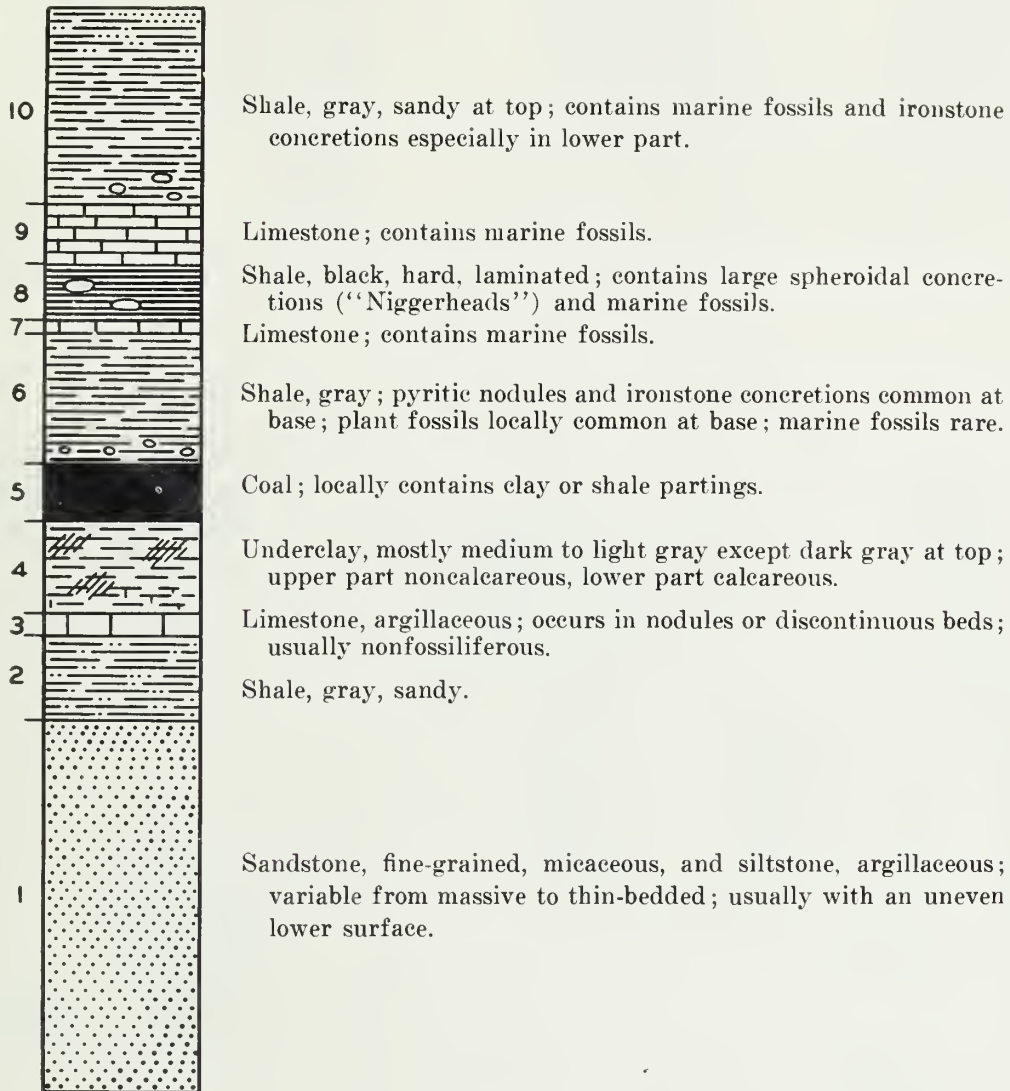 10
Shale, gray, sandy at top; contains marine fossils and ironstone
concretions especially in lower part.
9
Limestone; contains marine fossils.
8
Shale, black, hard, laminated; contains large spheroidal concre-
tions (“Niggerheads”) and marine fossils.
7
Limestone; contains marine fossils.
6
Shale, gray; pyritic nodules and ironstone concretions common at
base; plant fossils locally common at base; marine fossils rare.
5
Coal; locally contains clay or shale partings.
4
Underclay, mostly medium to light gray except dark gray at top;
upper part noncalcareous, lower part calcareous.
3
Limestone, argillaceous; occurs in nodules or discontinuous beds;
usually nonfossiliferous.
2
Shale, gray, sandy.
1
Sandstone, fine-grained, micaceous, and siltstone, argillaceous;
variable from massive to thin-bedded; usually with an uneven
lower surface.